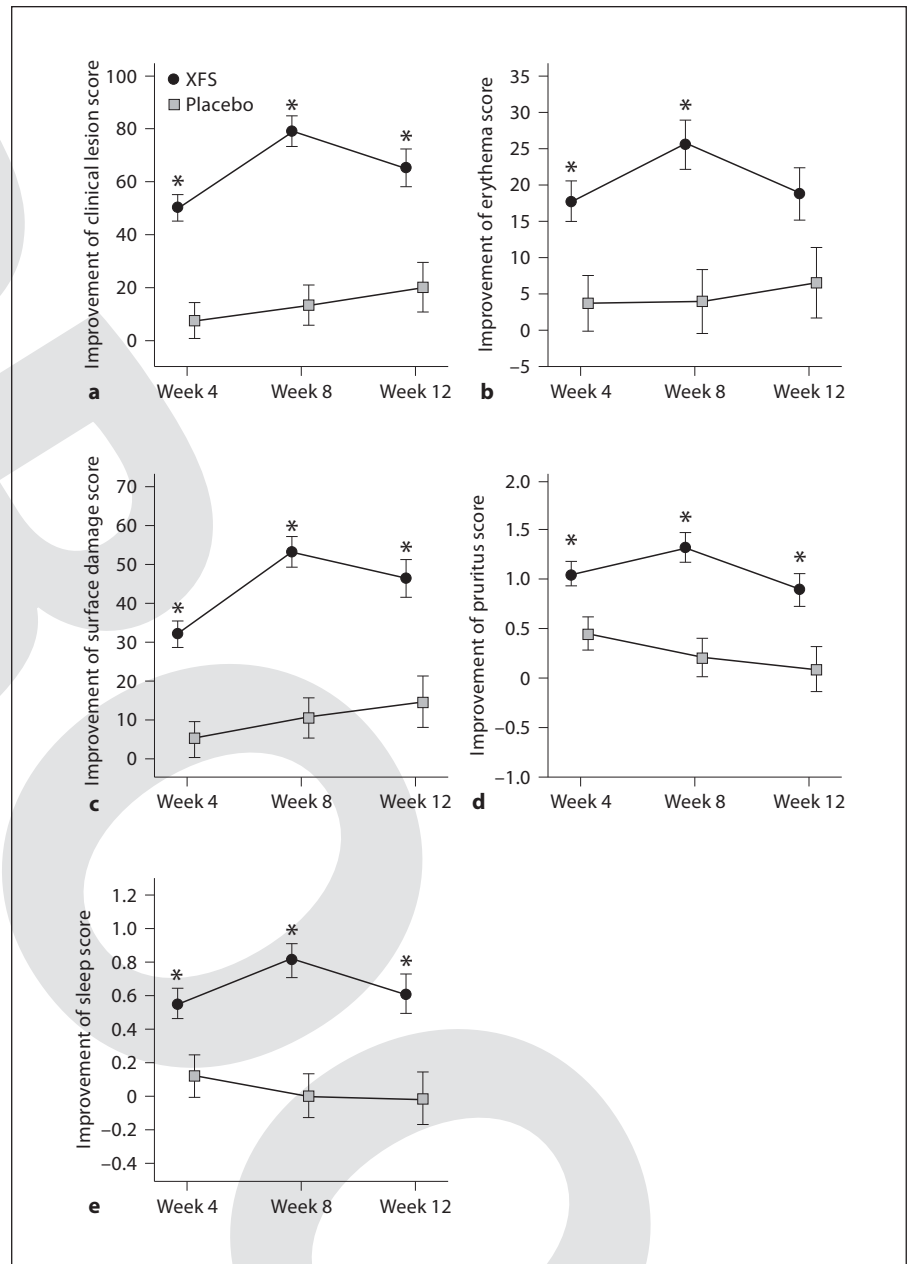 Improvement of clinical lesion score
100
80
60
40
20
0
XFS
Placebo
*
*
*
Week 4
Week 8
Week 12
a
Improvement of erythema score
35
30
25
20
15
10
5
0
–5
*
*
Week 4
Week 8
Week 12
b
Improvement of surface damage score
70
60
50
40
30
20
10
0
*
*
*
Week 4
Week 8
Week 12
c
Improvement of pruritus score
2.0
1.5
1.0
0.5
0
–0.5
–1.0
*
*
*
Week 4
Week 8
Week 12
d
Improvement of sleep score
1.2
1.0
0.8
0.6
0.4
0.2
0
–0.2
–0.4
*
*
*
Week 4
Week 8
Week 12
e